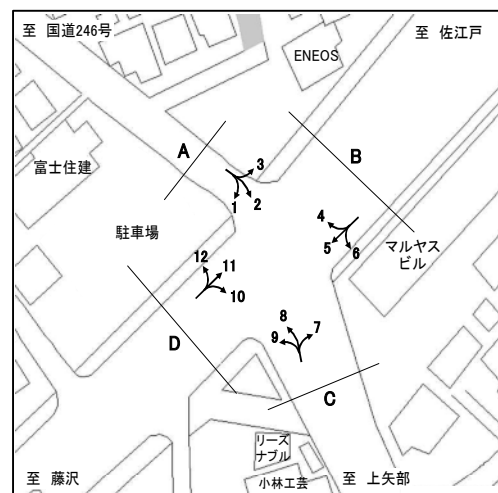 至 国道246号
至 佐江戸
ENEOS
A
B
3
富士住建
1
2
4
5
6
駐車場
マルヤス
ビル
12
11
10
8
7
9
D
C
リーズ
ナブル
至 藤沢
小林工芸
至 上矢部